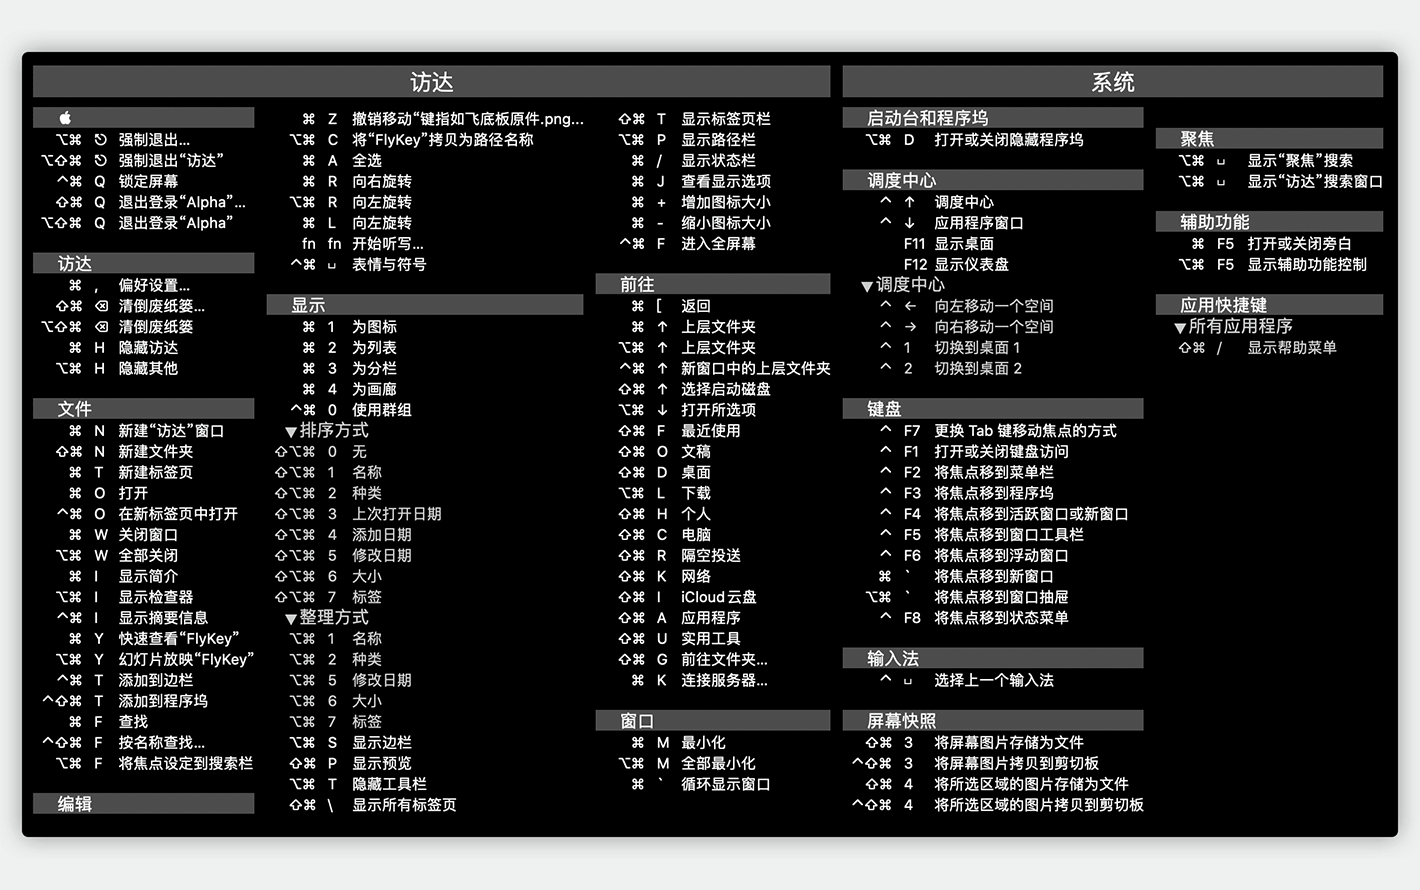 访达
系统

⌥⌘ ⎋ 强制退出...
⌥⇧⌘ ⎋ 强制退出“访达”
^⌘ Q 锁定屏幕
⇧⌘ Q 退出登录“Alpha”...
⌥⇧⌘ Q 退出登录“Alpha”
访达
⌘ , 偏好设置...
⇧⌘ ⌫ 清倒废纸篓...
⌥⇧⌘ ⌫ 清倒废纸篓
⌘ H 隐藏访达
⌥⌘ H 隐藏其他
文件
⌘ N 新建“访达”窗口
⇧⌘ N 新建文件夹
⌘ T 新建标签页
⌘ O 打开
^⌘ O 在新标签页中打开
⌘ W 关闭窗口
⌥⌘ W 全部关闭
⌘ I 显示简介
⌥⌘ I 显示检查器
^⌘ I 显示摘要信息
⌘ Y 快速查看“FlyKey”
⌥⌘ Y 幻灯片放映“FlyKey”
^⌘ T 添加到边栏
^⇧⌘ T 添加到程序坞
⌘ F 查找
^⇧⌘ F 按名称查找...
⌥⌘ F 将焦点设定到搜索栏
编辑
⌘ Z 撤销移动“键指如飞底板原件.png...
⌥⌘ C 将“FlyKey”拷贝为路径名称
⌘ A 全选
⌘ R 向右旋转
⌥⌘ R 向左旋转
⌘ L 向左旋转
fn fn 开始听写...
^⌘ ␣ 表情与符号
显示
⌘ 1 为图标
⌘ 2 为列表
⌘ 3 为分栏
⌘ 4 为画廊
^⌘ 0 使用群组
▼排序方式
⇧⌥⌘ 0 无
⇧⌥⌘ 1 名称
⇧⌥⌘ 2 种类
⇧⌥⌘ 3 上次打开日期
⇧⌥⌘ 4 添加日期
⇧⌥⌘ 5 修改日期
⇧⌥⌘ 6 大小
⇧⌥⌘ 7 标签
▼整理方式
⌥⌘ 1 名称
⌥⌘ 2 种类
⌥⌘ 5 修改日期
⌥⌘ 6 大小
⌥⌘ 7 标签
⌥⌘ S 显示边栏
⇧⌘ P 显示预览
⌥⌘ T 隐藏工具栏
⇧⌘ \ 显示所有标签页
⇧⌘ T 显示标签页栏
⌥⌘ P 显示路径栏
⌘ / 显示状态栏
⌘ J 查看显示选项
⌘ + 增加图标大小
⌘ - 缩小图标大小
^⌘ F 进入全屏幕
前往
⌘ [ 返回
⌘ ↑ 上层文件夹
⌥⌘ ↑ 上层文件夹
^⌘ ↑ 新窗口中的上层文件夹
⇧⌘ ↑ 选择启动磁盘
⌥⌘ ↓ 打开所选项
⇧⌘ F 最近使用
⇧⌘ O 文稿
⇧⌘ D 桌面
⌥⌘ L 下载
⇧⌘ H 个人
⇧⌘ C 电脑
⇧⌘ R 隔空投送
⇧⌘ K 网络
⇧⌘ I iCloud 云盘
⇧⌘ A 应用程序
⇧⌘ U 实用工具
⇧⌘ G 前往文件夹...
⌘ K 连接服务器...
窗口
⌘ M 最小化
⌥⌘ M 全部最小化
⌘ ` 循环显示窗口
启动台和程序坞
⌥⌘ D 打开或关闭隐藏程序坞
调度中心
^ ↑ 调度中心
^ ↓ 应用程序窗口
F11 显示桌面
F12 显示仪表盘
▼调度中心
^ ← 向左移动一个空间
^ → 向右移动一个空间
^ 1 切换到桌面 1
^ 2 切换到桌面 2
键盘
^ F7 更换 Tab 键移动焦点的方式
^ F1 打开或关闭键盘访问
^ F2 将焦点移到菜单栏
^ F3 将焦点移到程序坞
^ F4 将焦点移到活跃窗口或新窗口
^ F5 将焦点移到窗口工具栏
^ F6 将焦点移到浮动窗口
⌘ ` 将焦点移到新窗口
⌥⌘ ` 将焦点移到窗口抽屉
^ F8 将焦点移到状态菜单
输入法
^ ␣ 选择上一个输入法
屏幕快照
⇧⌘ 3 将屏幕图片存储为文件
^⇧⌘ 3 将屏幕图片拷贝到剪切板
⇧⌘ 4 将所选区域的图片存储为文件
^⇧⌘ 4 将所选区域的图片拷贝到剪切板
聚焦
⌥⌘ ␣ 显示“聚焦”搜索
⌥⌘ ␣ 显示“访达”搜索窗口
辅助功能
⌘ F5 打开或关闭旁白
⌥⌘ F5 显示辅助功能控制
应用快捷键
▼所有应用程序
⇧⌘ / 显示帮助菜单